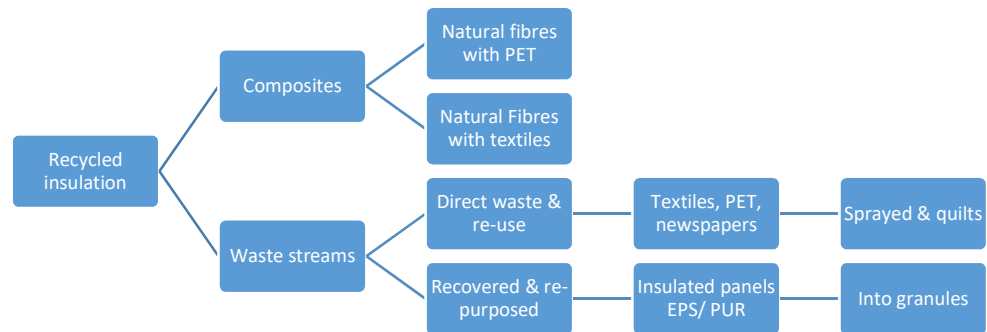 Natural fibres
with PET
Composites
Natural Fibres
with textiles
Recycled
insulation
Direct waste &
re-use
Textiles, PET,
newspapers
Sprayed & quilts
Waste streams
Recovered & re-
purposed
Insulated panels
EPS/ PUR
Into granules